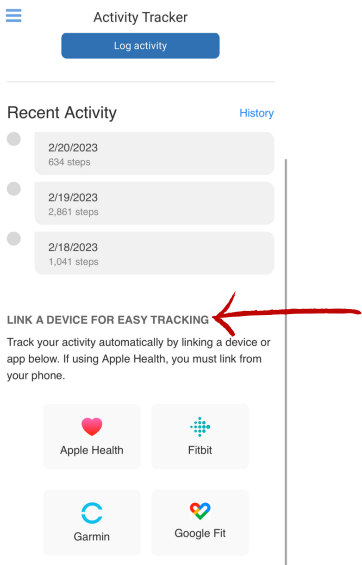 Activity Tracker
Log activity
Recent Activity
History
2/20/2023
634 steps
2/19/2023
2,861 steps
2/18/2023
1,041 steps
LINK A DEVICE FOR EASY TRACKING
Track your activity automatically by linking a device or
app below. If using Apple Health, you must link from
your phone.
Apple Health
Fitbit
Garmin
Google Fit